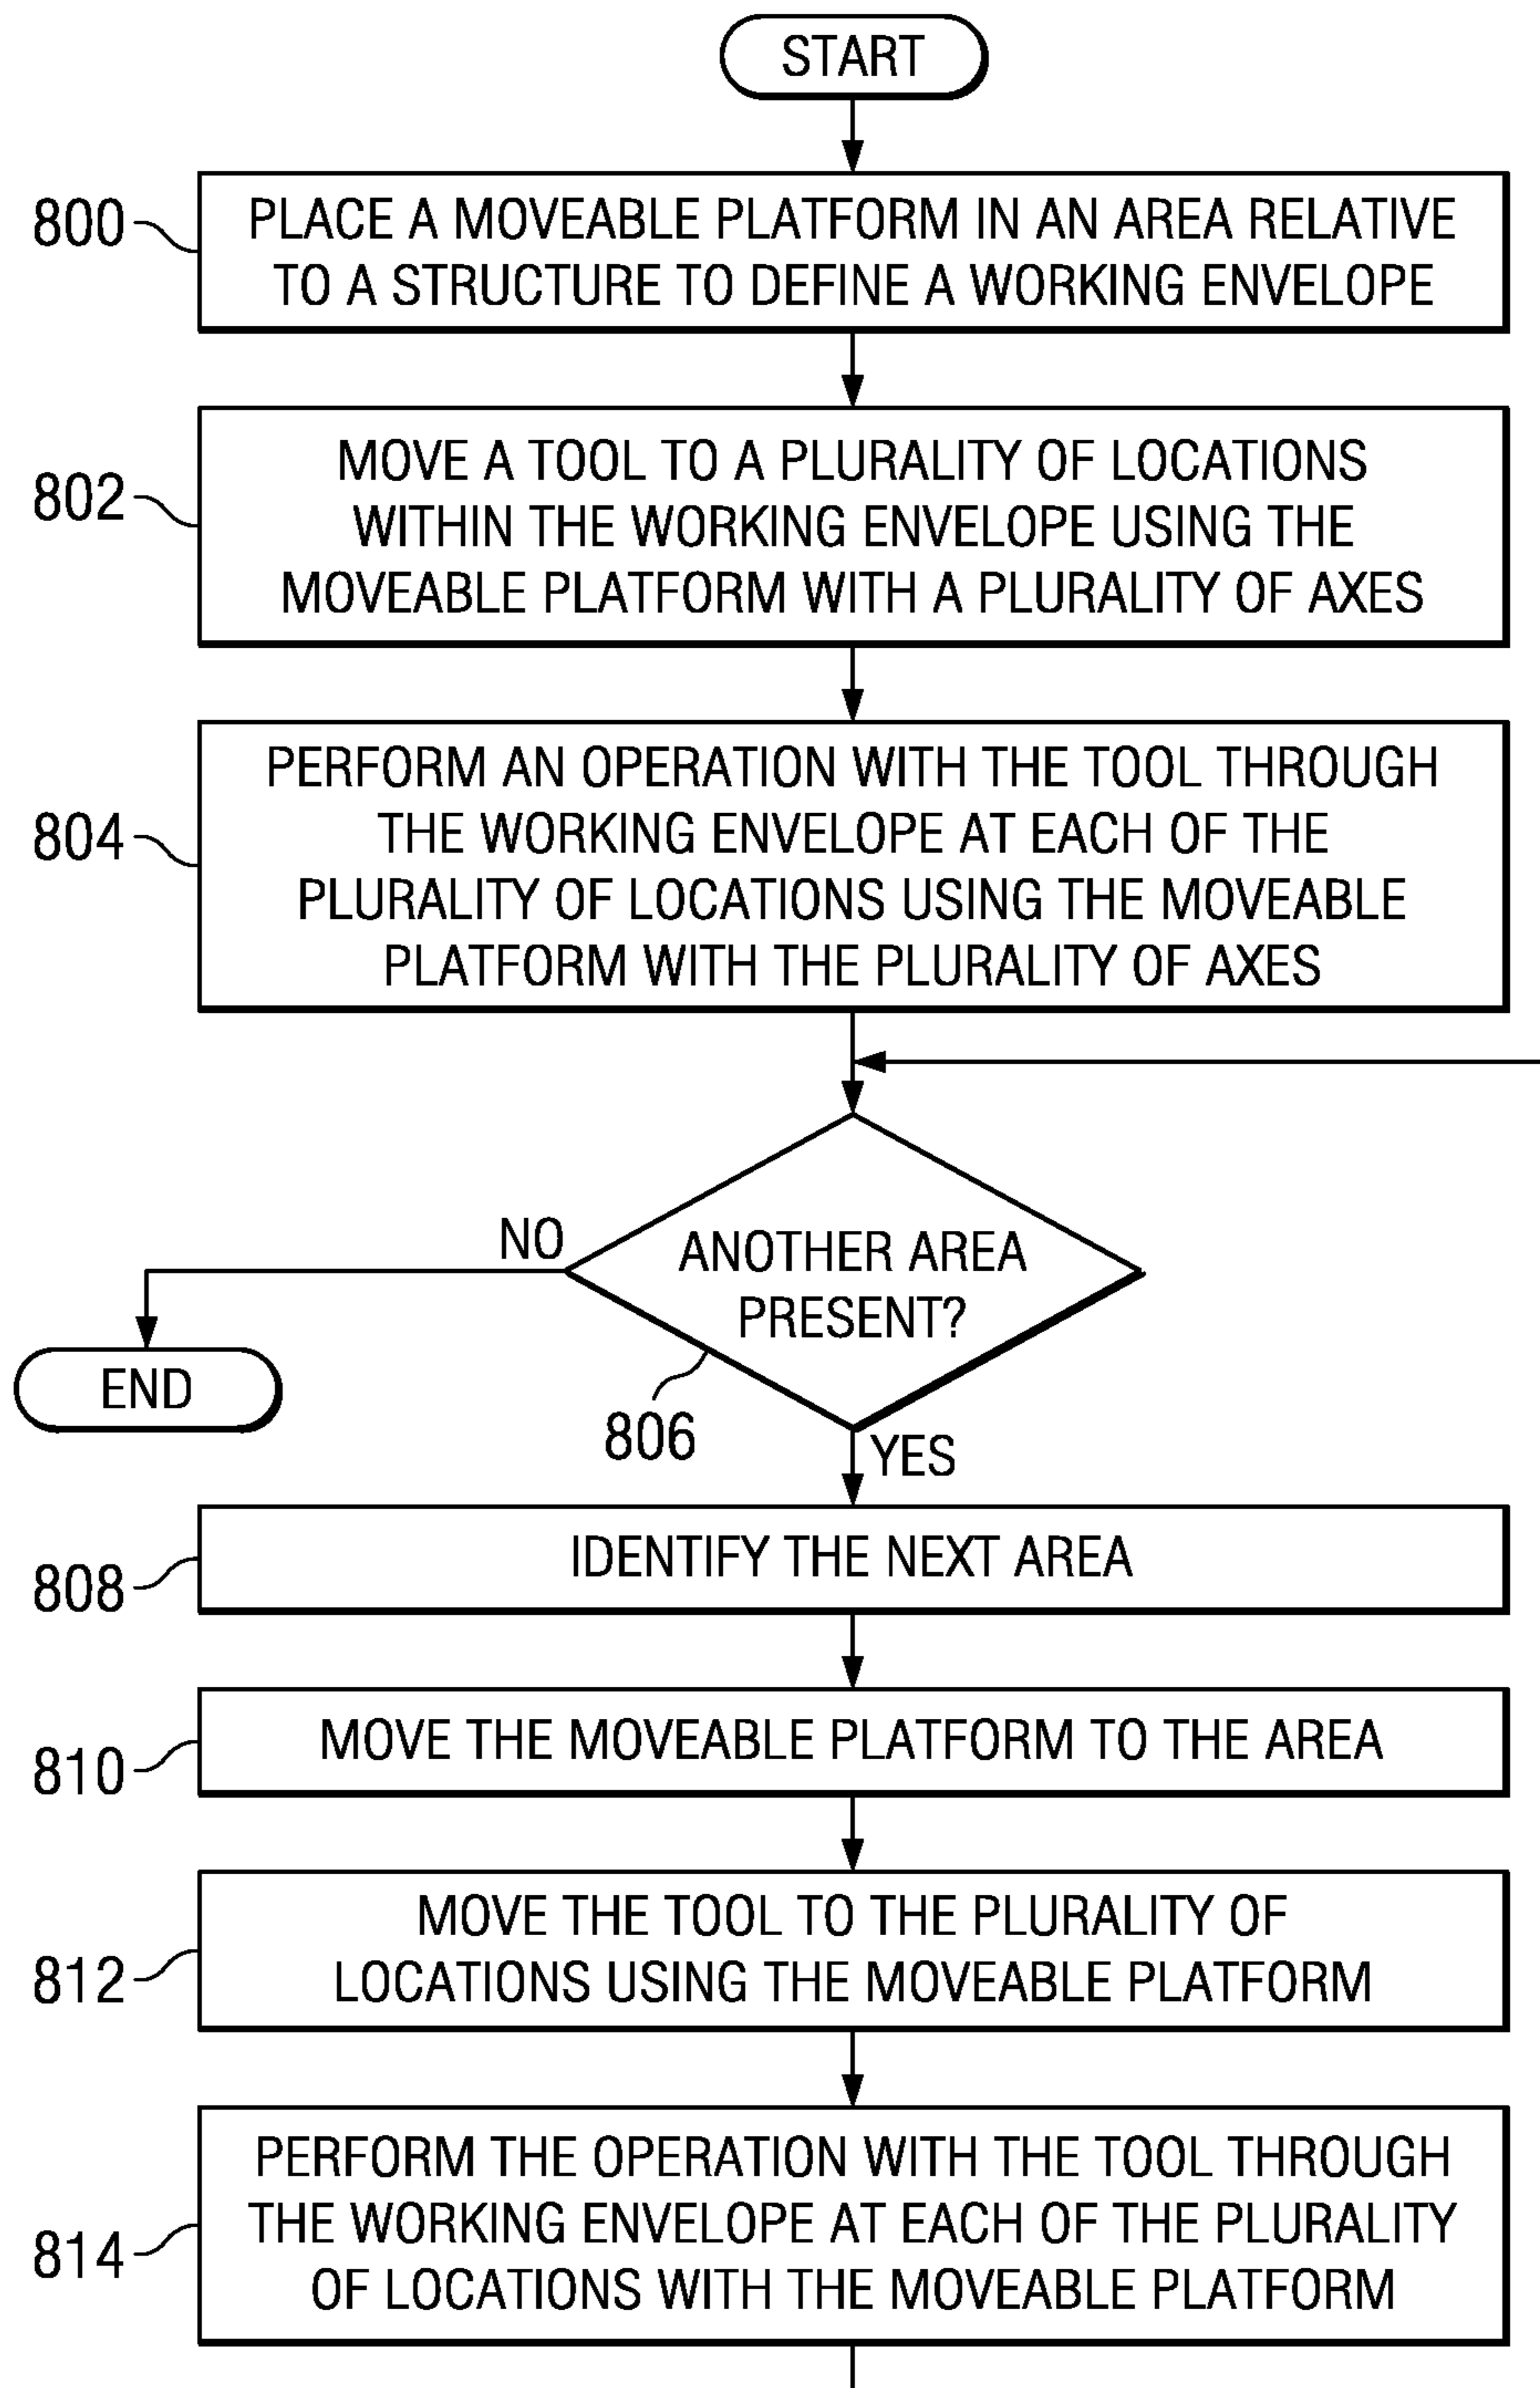 START
800
PLACE A MOVEABLE PLATFORM IN AN AREA RELATIVE
TO A STRUCTURE TO DEFINE A WORKING ENVELOPE
802
MOVE A TOOL TO A PLURALITY OF LOCATIONS
WITHIN THE WORKING ENVELOPE USING THE
MOVEABLE PLATFORM WITH A PLURALITY OF AXES
804
PERFORM AN OPERATION WITH THE TOOL THROUGH
THE WORKING ENVELOPE AT EACH OF THE
PLURALITY OF LOCATIONS USING THE MOVEABLE
PLATFORM WITH THE PLURALITY OF AXES
NO
ANOTHER AREA
PRESENT?
END
806
YES
808
IDENTIFY THE NEXT AREA
810
MOVE THE MOVEABLE PLATFORM TO THE AREA
812
MOVE THE TOOL TO THE PLURALITY OF
LOCATIONS USING THE MOVEABLE PLATFORM
814
PERFORM THE OPERATION WITH THE TOOL THROUGH
THE WORKING ENVELOPE AT EACH OF THE PLURALITY
OF LOCATIONS WITH THE MOVEABLE PLATFORM